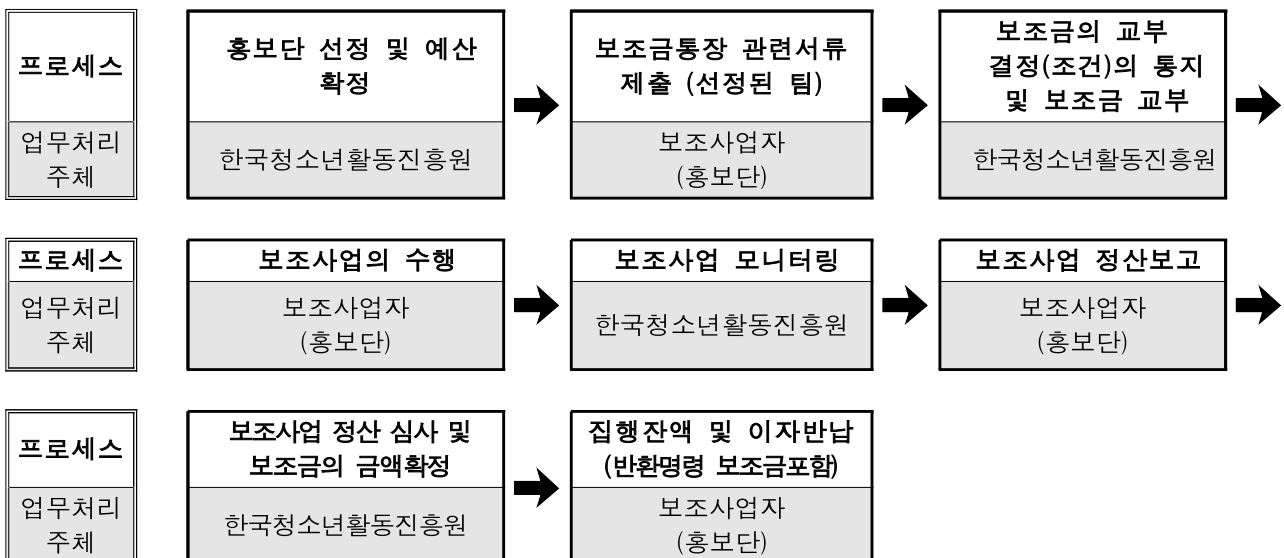 프로세스
홍보단 선정 및 예산
확정
보조금통장 관련서류
제출 (선정된 팀)
보조금의 교부
결정(조건)의 통지
및 보조금 교부
업무처리
주체
한국청소년활동진흥원
보조사업자
(홍보단)
한국청소년활동진흥원
프로세스
보조사업의 수행
보조사업 모니터링
보조사업 정산보고
업무처리
주체
보조사업자
(홍보단)
한국청소년활동진흥원
보조사업자
(홍보단)
프로세스
보조사업 정산 심사 및
보조금의 금액확정
집행잔액 및 이자반납
(반환명령 보조금포함)
업무처리
주체
한국청소년활동진흥원
보조사업자
(홍보단)